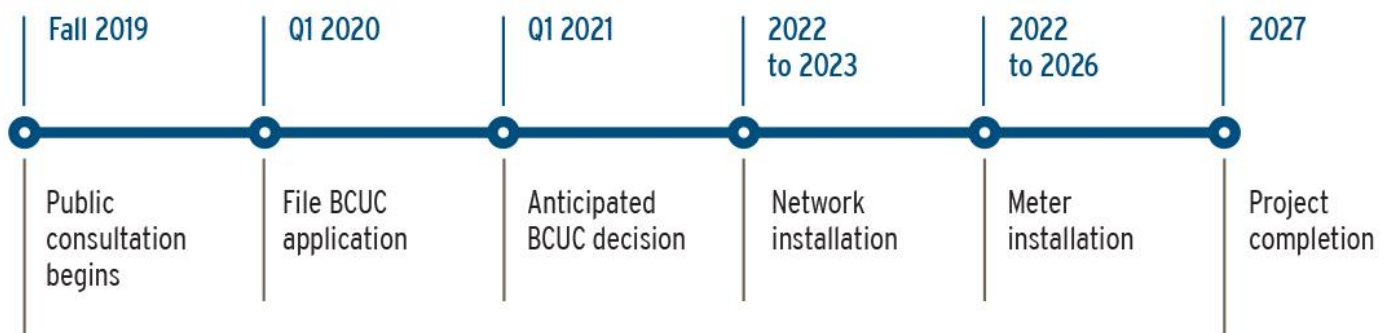 Fall 2019
Q1 2020
Q1 2021
2022
to 2023
2022
to 2026
2027
Public
consultation
begins
File BCUC
application
Anticipated
BCUC decision
Network
installation
Meter
installation
Project
completion